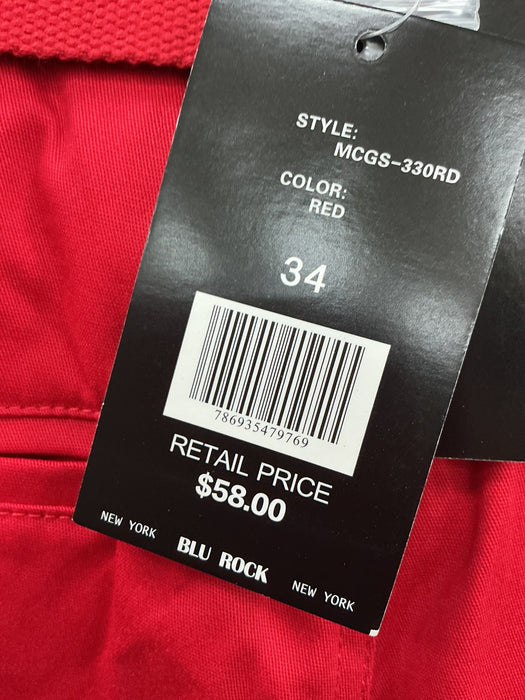 STYLE:
MCGS-330RD
COLOR:
RED
34
786935479769
RETAIL PRICE
$58.00
NEW YORK BLU ROCK NEW YORK